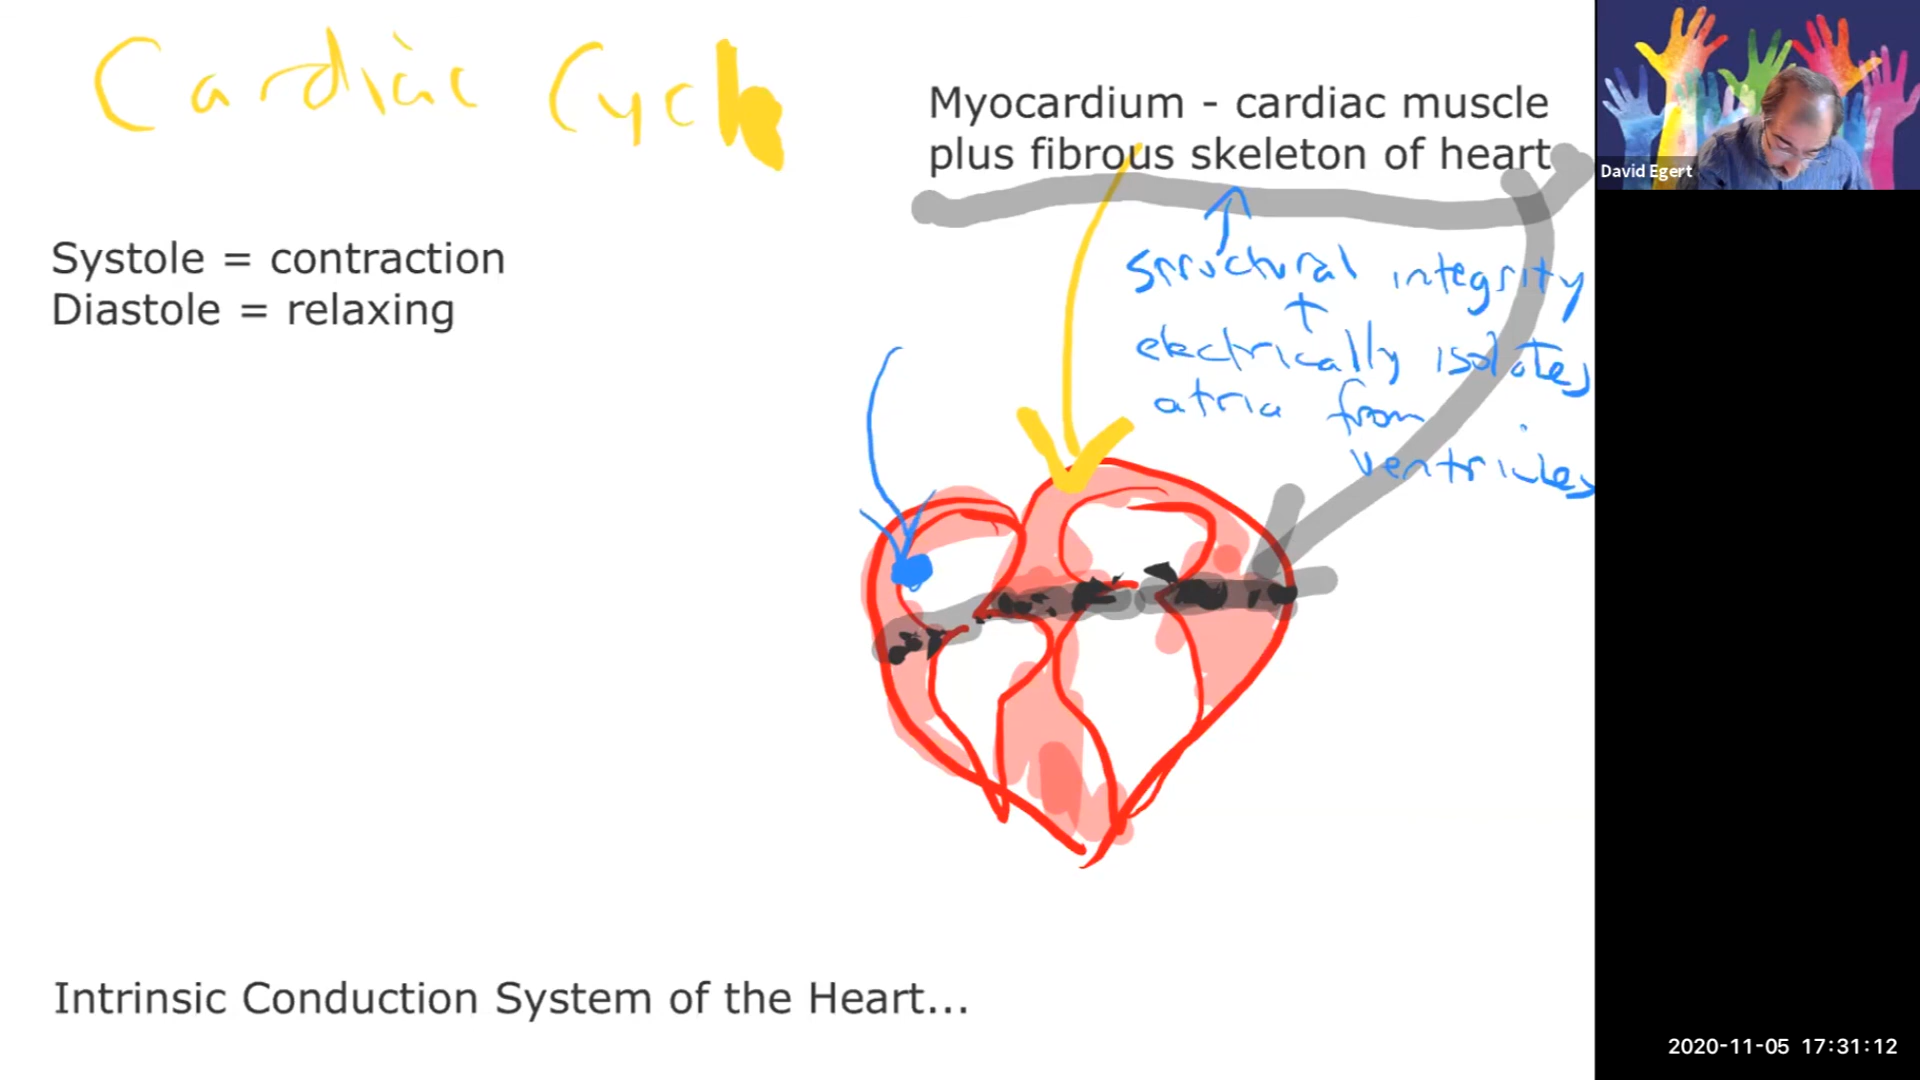 Cardiac Cycle
Myocardium - cardiac muscle
plus fibrous skeleton of heart
David Egert
Systole = contraction
Diastole = relaxing
Structural integrity
+
electrically isolates
atria from
ventricles
Intrinsic Conduction System of the Heart...
2020-11-05 17:31:12